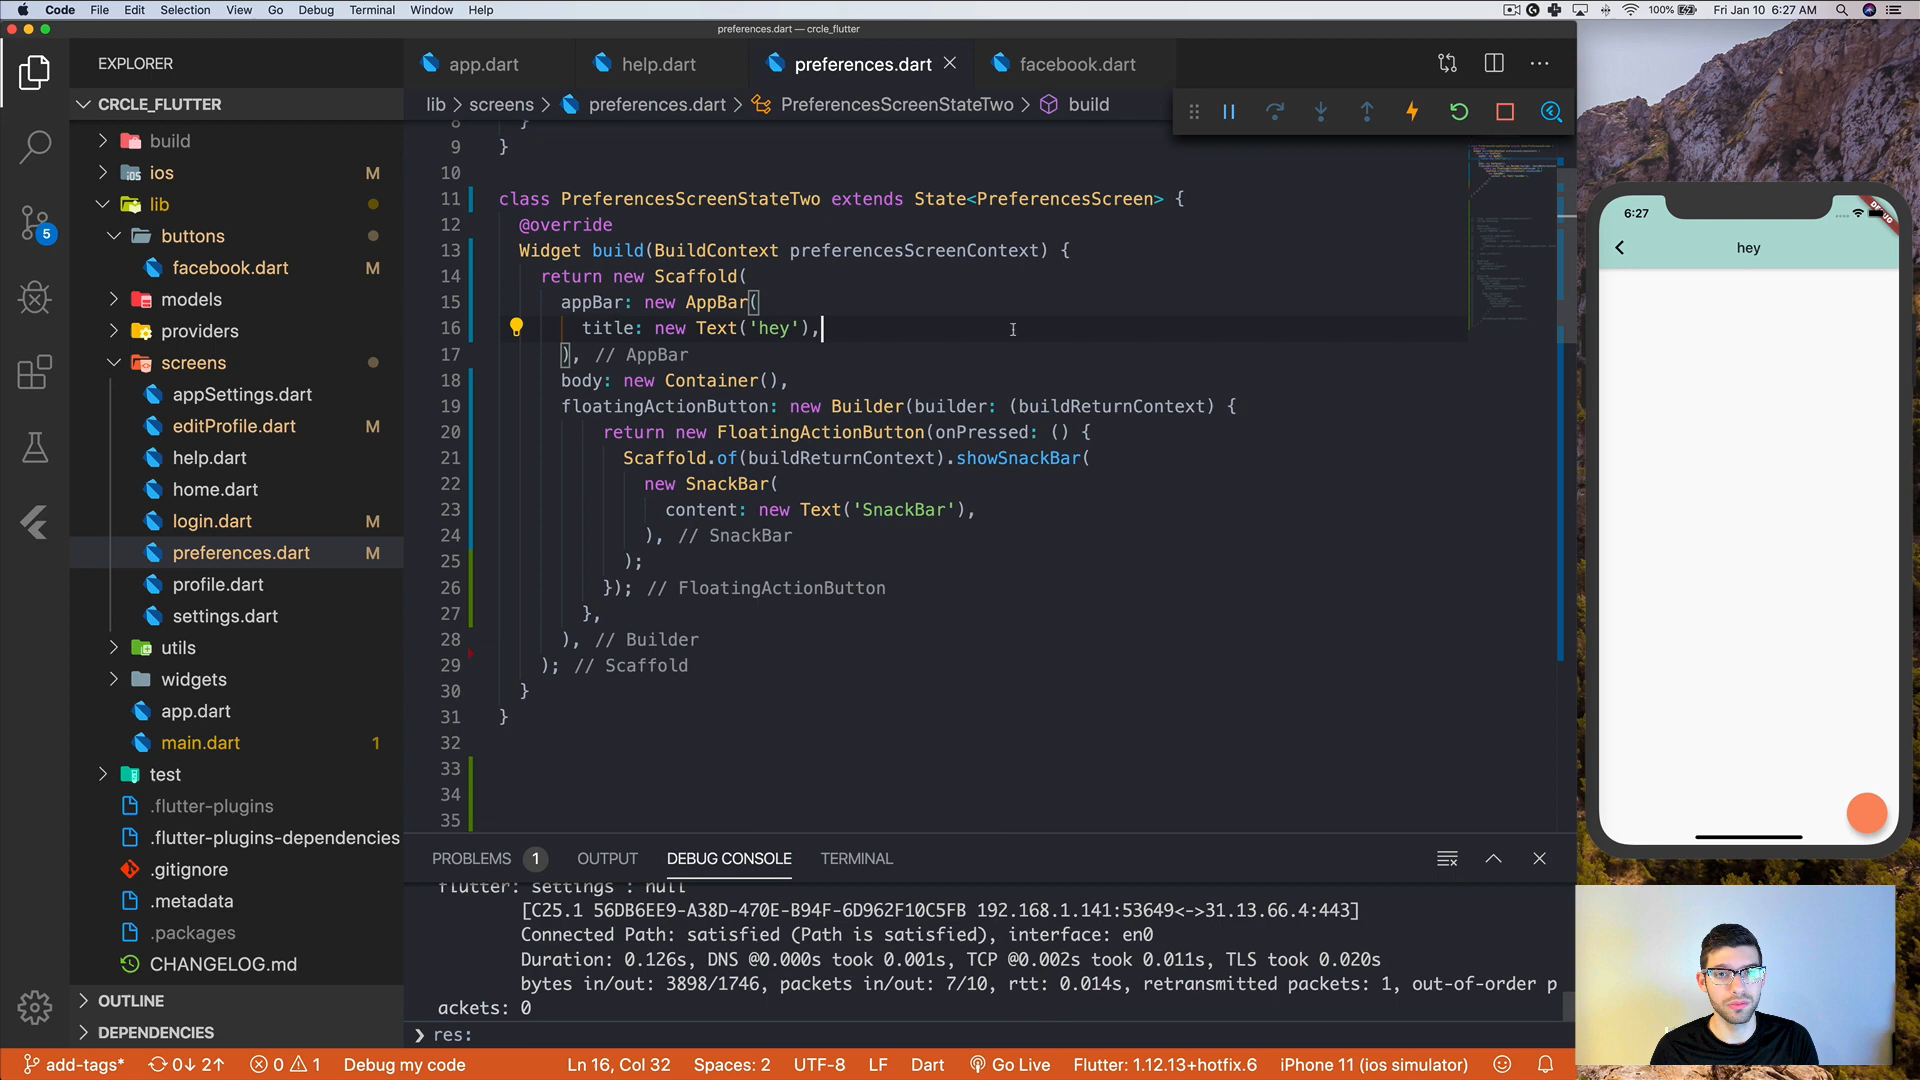 Code File Edit Selection View Go Debug Terminal Window Help 100% Fri Jan 10 6:27 AM
preferences.dart — crcle_flutter
EXPLORER
app.dart help.dart preferences.dart facebook.dart
CRCLE_FLUTTER
lib > screens > preferences.dart > PreferencesScreenStateTwo > build
build
ios M
lib
buttons
facebook.dart M
models
providers
screens
appSettings.dart
editProfile.dart M
help.dart
home.dart
login.dart M
preferences.dart M
profile.dart
settings.dart
utils
widgets
app.dart
main.dart 1
test
.flutter-plugins
.flutter-plugins-dependencies
.gitignore
.metadata
.packages
CHANGELOG.md
OUTLINE
DEPENDENCIES
5
8 }
9 }
10
11 class PreferencesScreenStateTwo extends State<PreferencesScreen> {
12 @override
13 Widget build(BuildContext preferencesScreenContext) {
14 return new Scaffold(
15 appBar: new AppBar(
16 title: new Text('hey'),
17 ), // AppBar
18 body: new Container(),
19 floatingActionButton: new Builder(builder: (buildReturnContext) {
20 return new FloatingActionButton(onPressed: () {
21 Scaffold.of(buildReturnContext).showSnackBar(
22 new SnackBar(
23 content: new Text('SnackBar'),
24 ), // SnackBar
25 );
26 }); // FloatingActionButton
27 },
28 ), // Builder
29 ); // Scaffold
30 }
31 }
32
33
34
35
PROBLEMS 1 OUTPUT DEBUG CONSOLE TERMINAL
flutter: settings : null
[C25.1 56DB6EE9-A38D-470E-B94F-6D962F10C5FB 192.168.1.141:53649<->31.13.66.4:443]
Connected Path: satisfied (Path is satisfied), interface: en0
Duration: 0.126s, DNS @0.000s took 0.001s, TCP @0.002s took 0.011s, TLS took 0.020s
bytes in/out: 3898/1746, packets in/out: 7/10, rtt: 0.014s, retransmitted packets: 1, out-of-order p
ackets: 0
res:
6:27
DEBUG
hey
add-tags* 0↓ 2↑ 0 1 Debug my code Ln 16, Col 32 Spaces: 2 UTF-8 LF Dart Go Live Flutter: 1.12.13+hotfix.6 iPhone 11 (ios simulator)